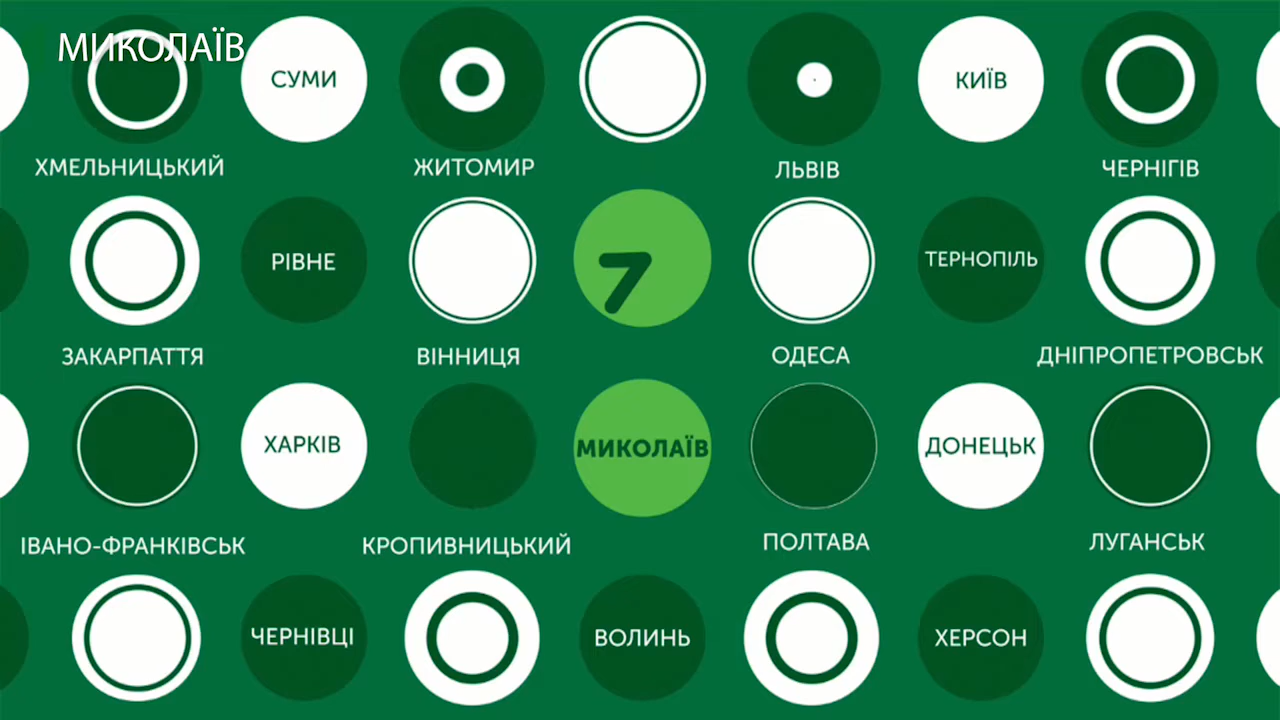 МИКОЛАЇВ
СУМИ
КИЇВ
ХМЕЛЬНИЦЬКИЙ
ЖИТОМИР
ЛЬВІВ
ЧЕРНІГІВ
РІВНЕ
7
ТЕРНОПІЛЬ
ЗАКАРПАТТЯ
ВІННИЦЯ
ОДЕСА
ДНІПРОПЕТРОВСЬК
ХАРКІВ
МИКОЛАЇВ
ДОНЕЦЬК
ІВАНО-ФРАНКІВСЬК
КРОПИВНИЦЬКИЙ
ПОЛТАВА
ЛУГАНСЬК
ЧЕРНІВЦІ
ВОЛИНЬ
ХЕРСОН